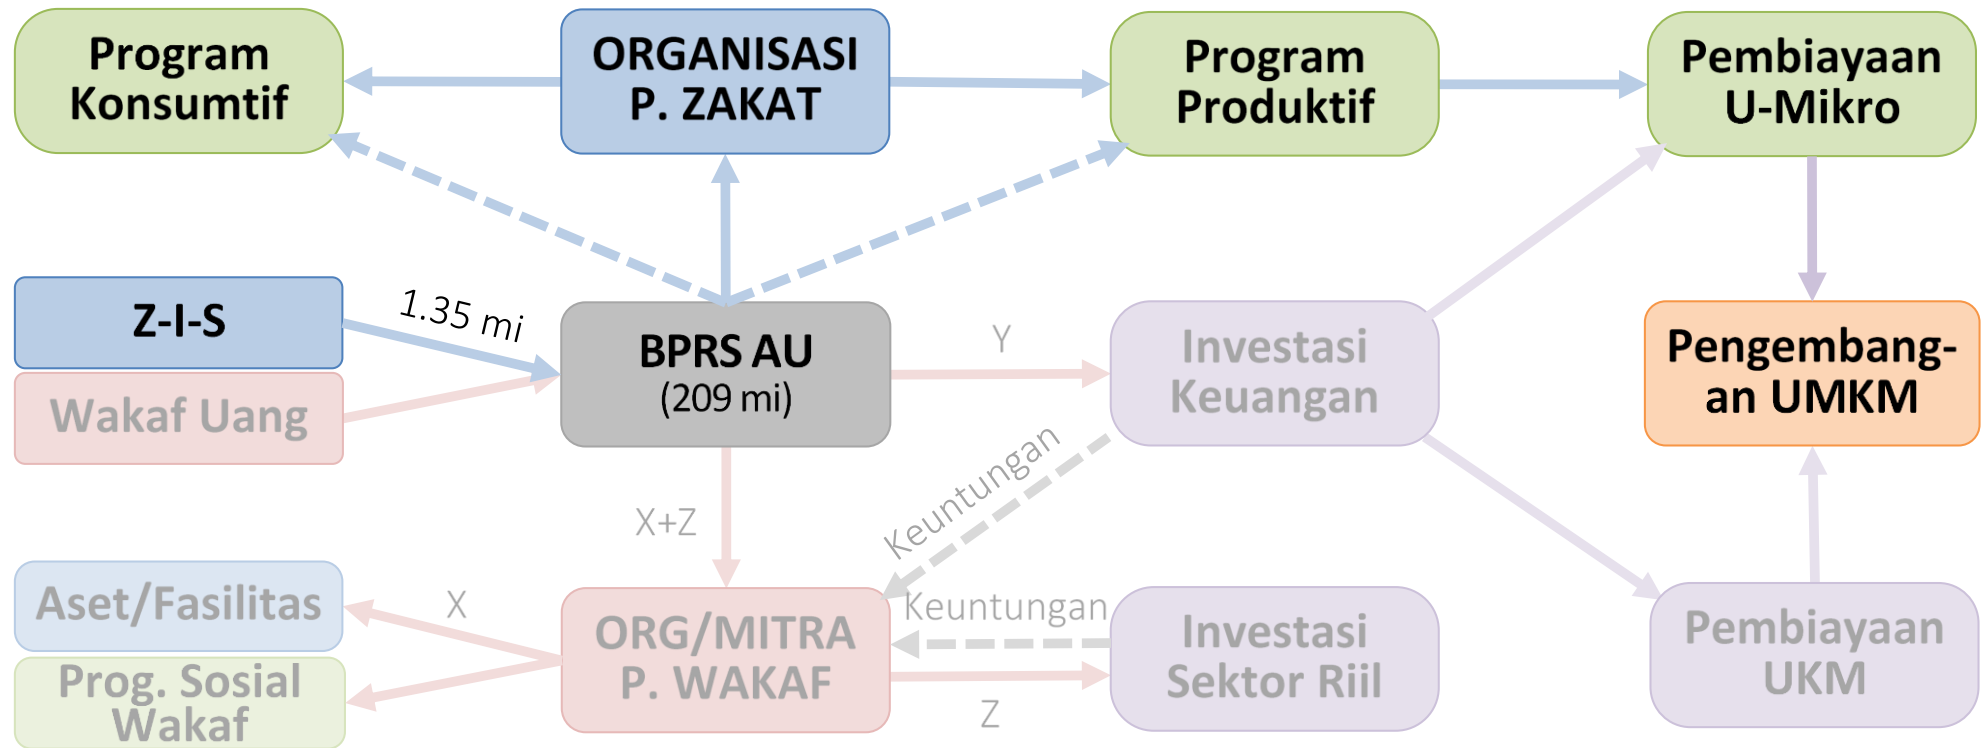 Program
Konsumtif
ORGANISASI
P. ZAKAT
Program
Produktif
Pembiayaan
U-Mikro
Z-I-S
1.35 mi
Wakaf Uang
BPRS AU
(209 mi)
Y
Investasi
Keuangan
Pengembang-
an UMKM
X+Z
Keuntungan
Aset/Fasilitas
X
Prog. Sosial
Wakaf
ORG/MITRA
P. WAKAF
Keuntungan
Z
Investasi
Sektor Riil
Pembiayaan
UKM